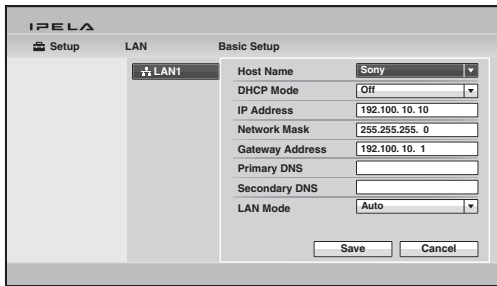 IPELA
Setup LAN Basic Setup
LAN1
Host Name Sony
DHCP Mode Off
IP Address 192.100. 10. 10
Network Mask 255.255.255. 0
Gateway Address 192.100. 10. 1
Primary DNS
Secondary DNS
LAN Mode Auto
Save Cancel